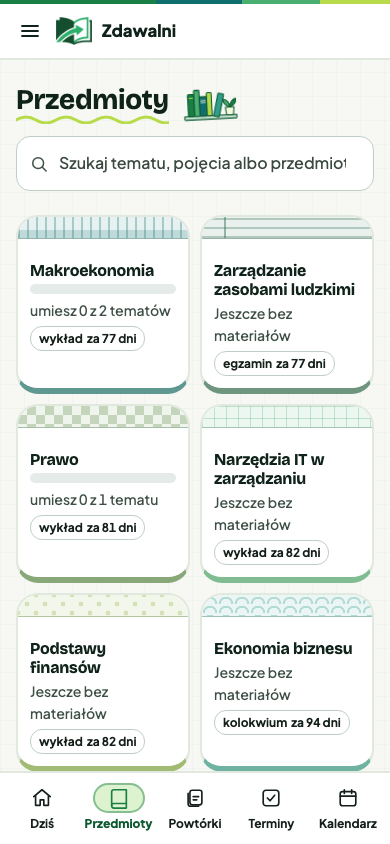 Zdawalni
Przedmioty
Szukaj tematu, pojęcia albo przedmiot
Makroekonomia
umiesz 0 z 2 tematów
wykład za 77 dni
Zarządzanie
zasobami ludzkimi
Jeszcze bez
materiałów
egzamin za 77 dni
Prawo
umiesz 0 z 1 tematu
wykład za 81 dni
Narzędzia IT w
zarządzaniu
Jeszcze bez
materiałów
wykład za 82 dni
Podstawy
finansów
Jeszcze bez
materiałów
wykład za 82 dni
Ekonomia biznesu
Jeszcze bez
materiałów
kolokwium za 94 dni
Dziś
Przedmioty
Powtórki
Terminy
Kalendarz